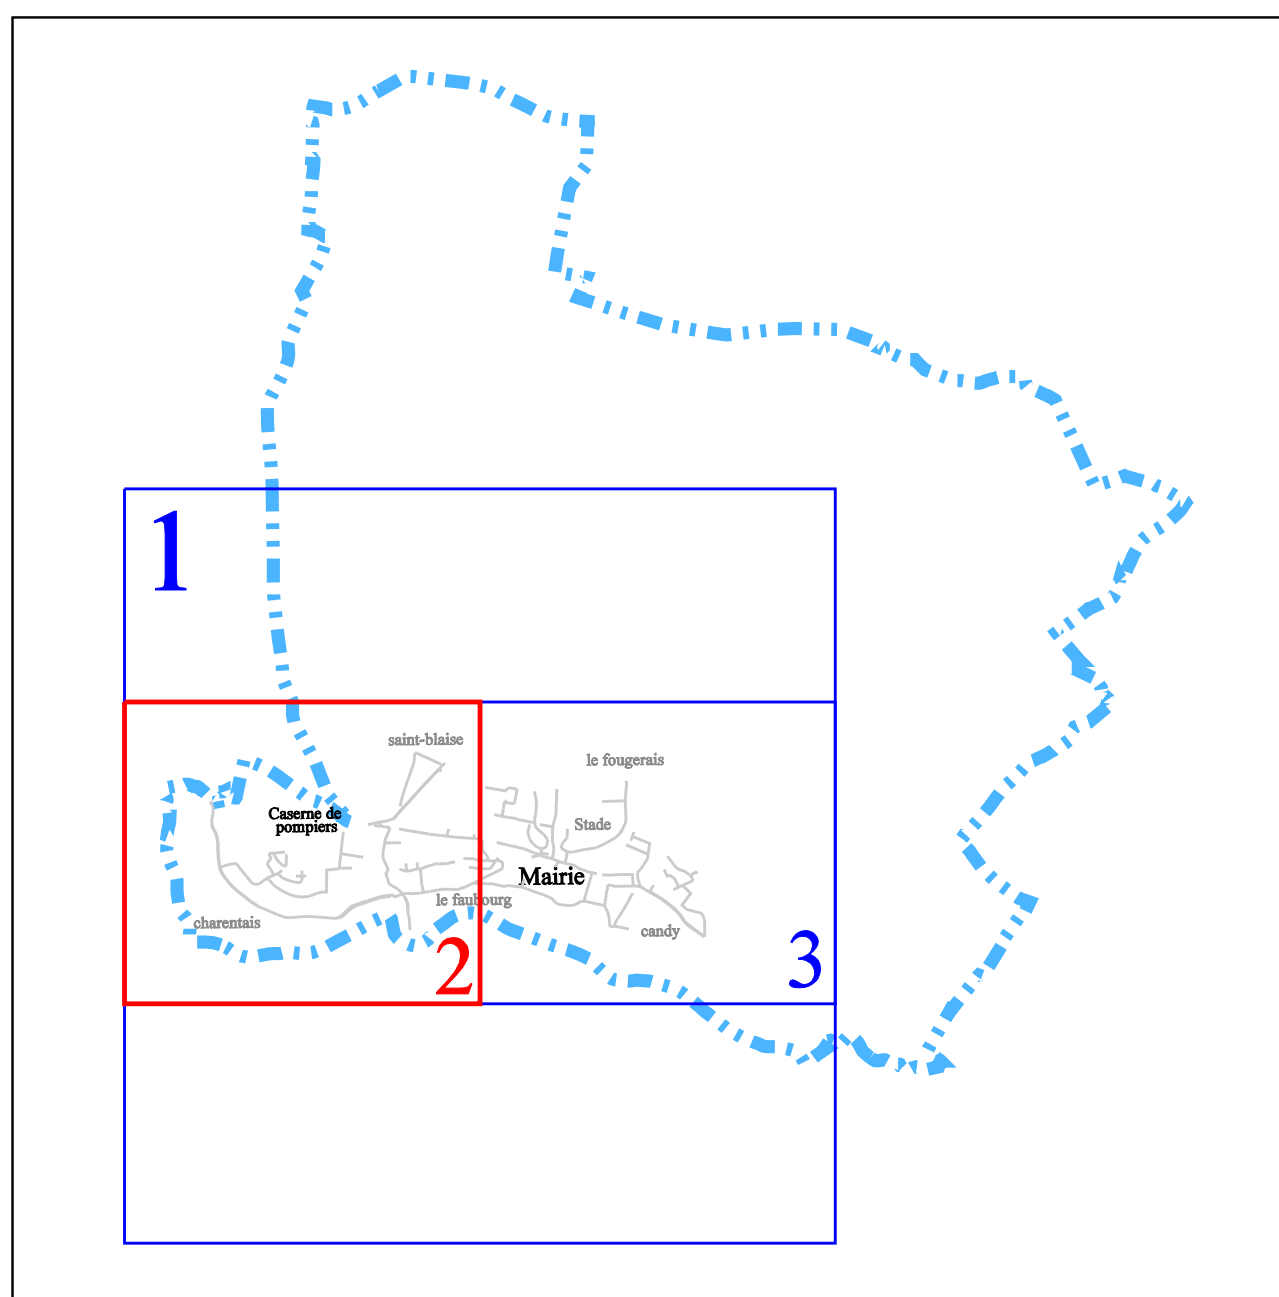 1
saint-blaise
le fougerais
Caserne de
pompiers
Stade
Mairie
le faubourg
charentais
candy
2
3